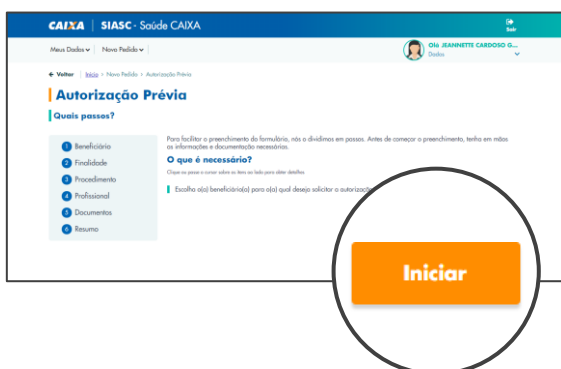 CAIXA | SIASC - Saúde CAIXA
Sair
Meus Dados Novo Pedido
Olá JEANNETTE CARDOSO G...
Dados
Voltar Início > Novo Pedido > Autorização Prévia
Autorização Prévia
Quais passos?
1 Beneficiário
2 Finalidade
3 Procedimento
4 Profissional
5 Documentos
6 Resumo
Para facilitar o preenchimento do formulário, nós o dividimos em passos. Antes de começar o preenchimento, tenha em mãos
as informações e documentação necessárias.
O que é necessário?
Clique ou passe o cursor sobre os itens ao lado para obter detalhes.
Escolha o(a) beneficiário(a) para o(a) qual deseja solicitar a autorização
Iniciar